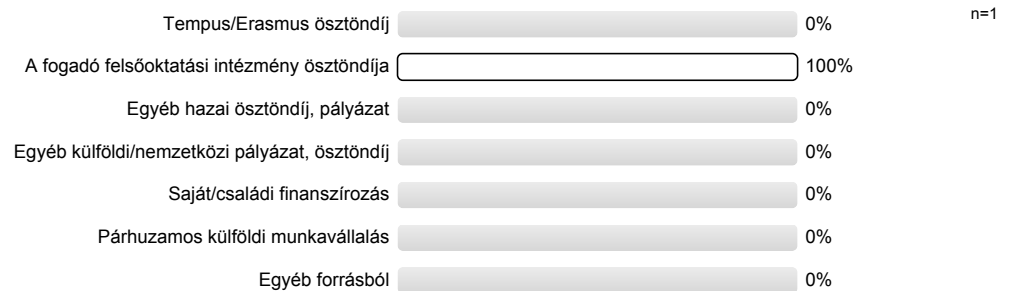 Tempus/Erasmus ösztöndíj 0% n=1
A fogadó felsőoktatási intézmény ösztöndíja 100%
Egyéb hazai ösztöndíj, pályázat 0%
Egyéb külföldi/nemzetközi pályázat, ösztöndíj 0%
Saját/családi finanszírozás 0%
Párhuzamos külföldi munkavállalás 0%
Egyéb forrásból 0%